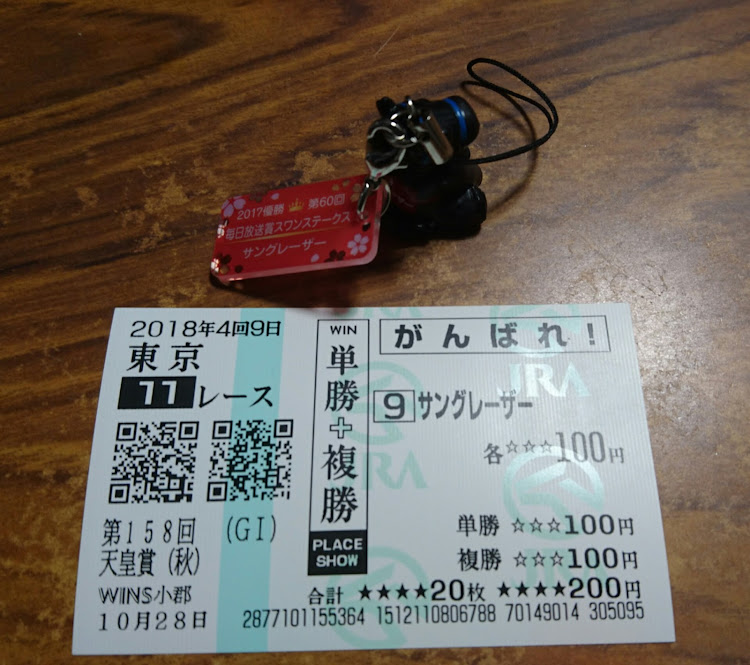 2017優勝 第60回
毎日放送賞スワンステークス
サングレーザー
2018年4回9日
東京
11レース
第158回 (GI)
天皇賞(秋)
WINS小郡
10月28日
WIN
単勝+複勝
PLACE
SHOW
がんばれ!
9 サングレーザー
各☆☆☆100円
単勝 ☆☆☆100円
複勝 ☆☆☆100円
合計 ★★★★20枚 ★★★★200円
2877101155364 1512110806788 70149014 305095
JRA
JRA